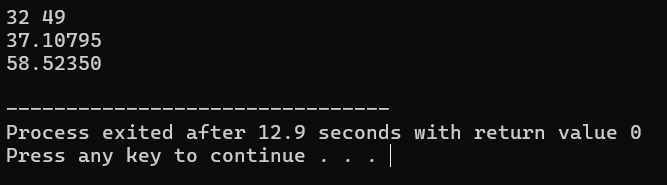 32 49
37.10795
58.52350
--------------------------------
Process exited after 12.9 seconds with return value 0
Press any key to continue . . .